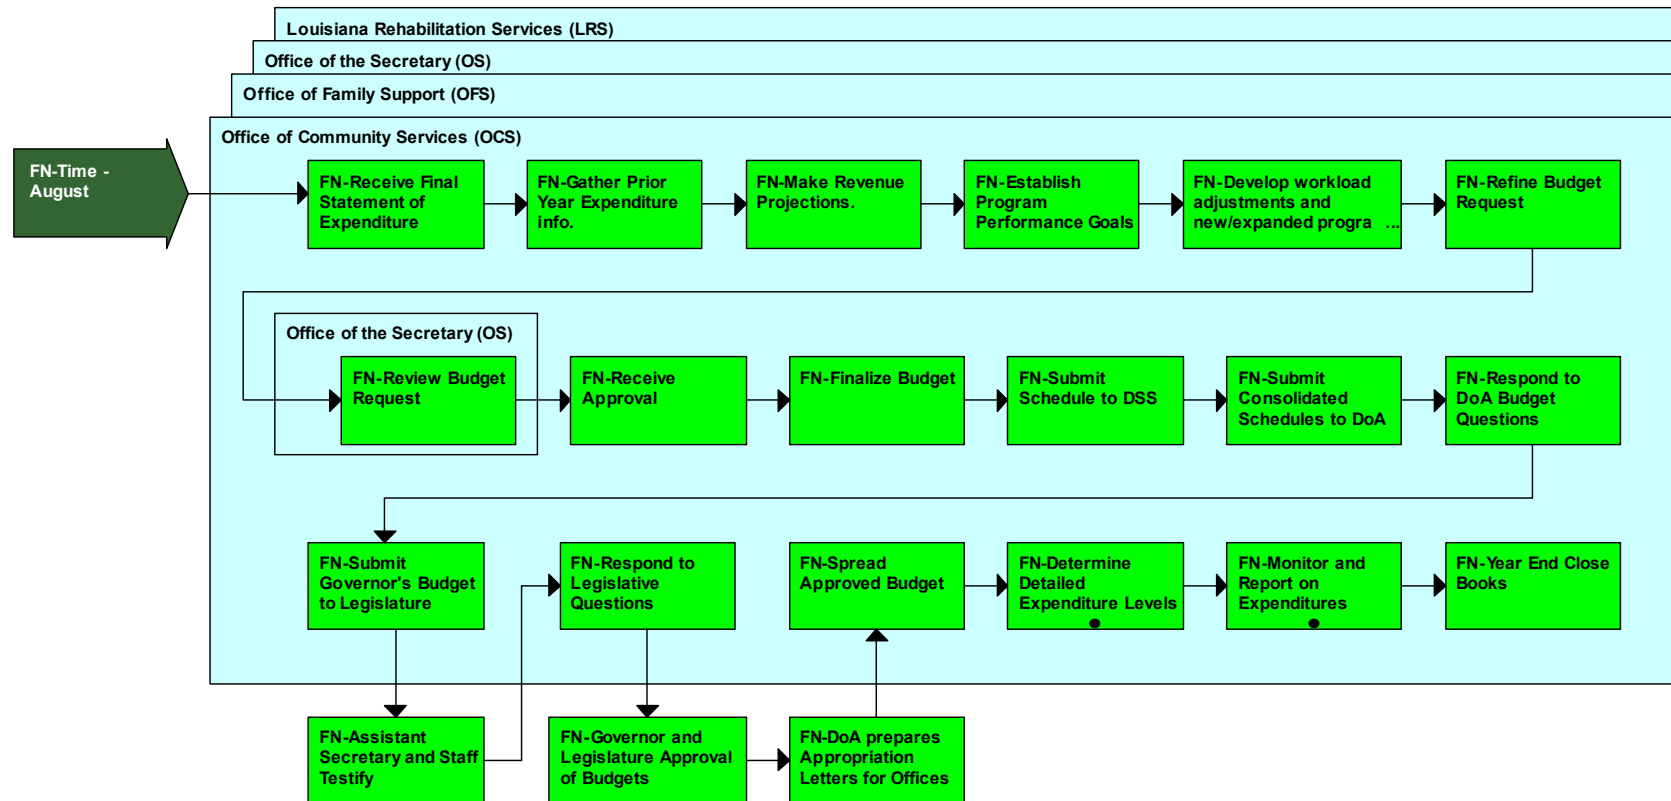 Louisiana Rehabilitation Services (LRS)
Office of the Secretary (OS)
Office of Family Support (OFS)
Office of Community Services (OCS)
FN-Time -
August
FN-Receive Final
Statement of
Expenditure
FN-Gather Prior
Year Expenditure
info.
FN-Make Revenue
Projections.
FN-Establish
Program
Performance Goals
FN-Develop workload
adjustments and
new/expanded progra ...
FN-Refine Budget
Request
Office of the Secretary (OS)
FN-Review Budget
Request
FN-Receive
Approval
FN-Finalize Budget
FN-Submit
Schedule to DSS
FN-Submit
Consolidated
Schedules to DoA
FN-Respond to
DoA Budget
Questions
FN-Submit
Governor's Budget
to Legislature
FN-Respond to
Legislative
Questions
FN-Spread
Approved Budget
FN-Determine
Detailed
Expenditure Levels
FN-Monitor and
Report on
Expenditures
FN-Year End Close
Books
FN-Assistant
Secretary and Staff
Testify
FN-Governor and
Legislature Approval
of Budgets
FN-DoA prepares
Appropriation
Letters for Offices